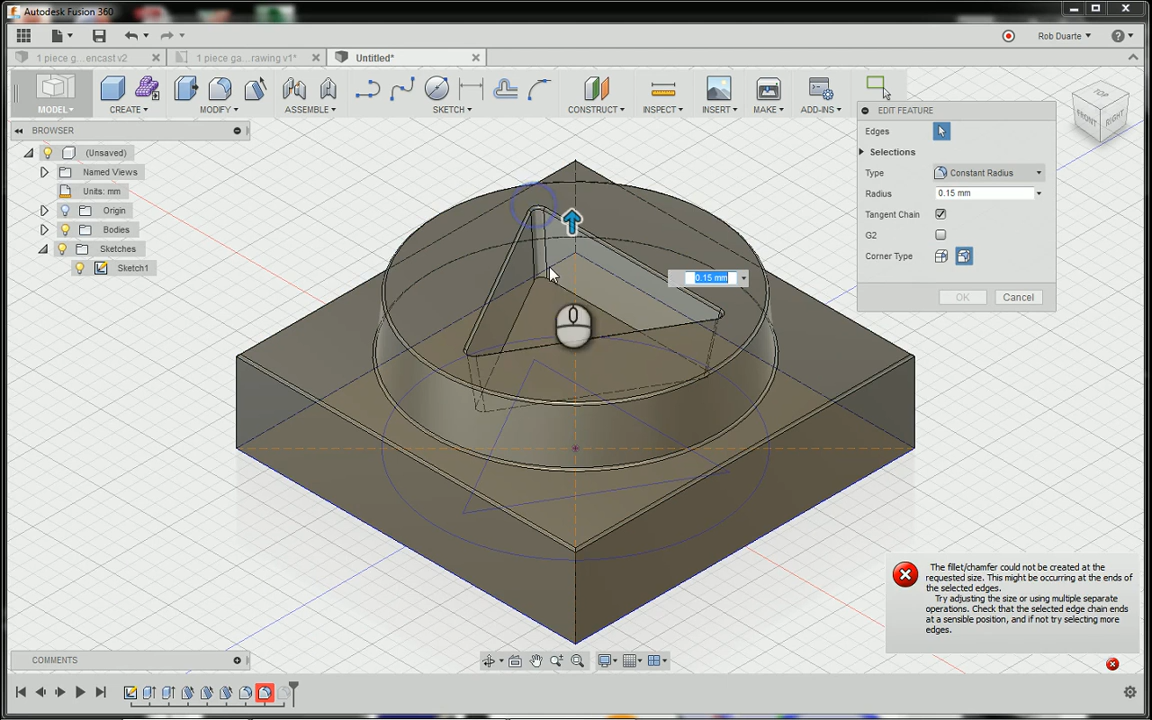 Autodesk Fusion 360
Rob Duarte
1 piece g...encast v2
1 piece ga...rawing v1*
Untitled*
MODEL
CREATE
MODIFY
ASSEMBLE
SKETCH
CONSTRUCT
INSPECT
INSERT
MAKE
ADD-INS
BROWSER
(Unsaved)
Named Views
Units: mm
Origin
Bodies
Sketches
Sketch1
EDIT FEATURE
Edges
Selections
Type Constant Radius
Radius 0.15 mm
Tangent Chain
G2
Corner Type
OK Cancel
TOP
FRONT RIGHT
0.15 mm
0
The fillet/chamfer could not be created at the
requested size. This might be occurring at the ends of
the selected edges.
Try adjusting the size or using multiple separate
operations. Check that the selected edge chain ends
at a sensible position, and if not try selecting more
edges.
COMMENTS